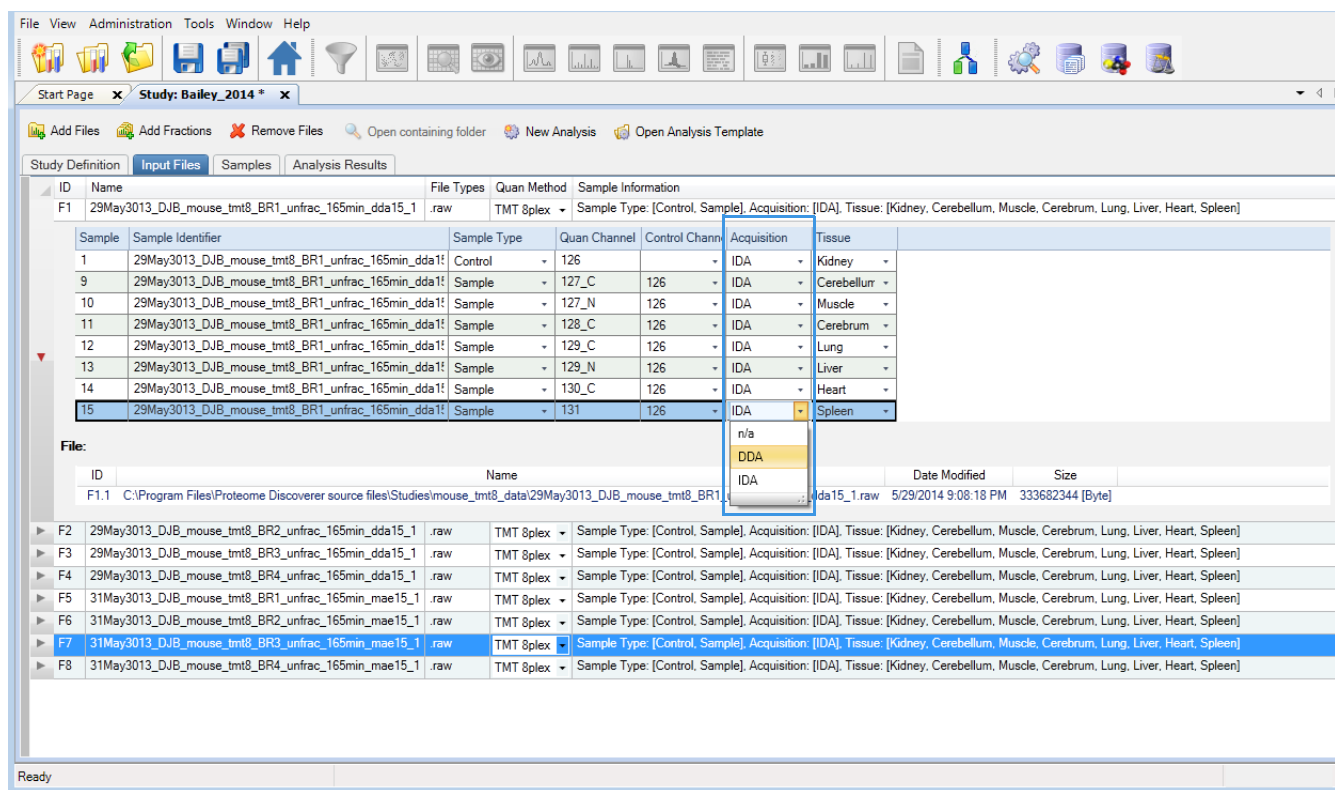 File View Administration Tools Window Help
Start Page x Study: Bailey_2014 * x
Add Files Add Fractions Remove Files Open containing folder New Analysis Open Analysis Template
Study Definition Input Files Samples Analysis Results
ID Name File Types Quan Method Sample Information
F1 29May3013_DJB_mouse_tmt8_BR1_unfrac_165min_dda15_1 .raw TMT 8plex Sample Type: [Control, Sample], Acquisition: [IDA], Tissue: [Kidney, Cerebellum, Muscle, Cerebrum, Lung, Liver, Heart, Spleen]
Sample Sample Identifier Sample Type Quan Channel Control Channe Acquisition Tissue
1 29May3013_DJB_mouse_tmt8_BR1_unfrac_165min_dda1 Control 126 IDA Kidney
9 29May3013_DJB_mouse_tmt8_BR1_unfrac_165min_dda1 Sample 127_C 126 IDA Cerebellum
10 29May3013_DJB_mouse_tmt8_BR1_unfrac_165min_dda1 Sample 127_N 126 IDA Muscle
11 29May3013_DJB_mouse_tmt8_BR1_unfrac_165min_dda1 Sample 128_C 126 IDA Cerebrum
12 29May3013_DJB_mouse_tmt8_BR1_unfrac_165min_dda1 Sample 129_C 126 IDA Lung
13 29May3013_DJB_mouse_tmt8_BR1_unfrac_165min_dda1 Sample 129_N 126 IDA Liver
14 29May3013_DJB_mouse_tmt8_BR1_unfrac_165min_dda1 Sample 130_C 126 IDA Heart
15 29May3013_DJB_mouse_tmt8_BR1_unfrac_165min_dda1 Sample 131 126 IDA Spleen
n/a
DDA
IDA
File:
ID Name Date Modified Size
F1.1 C:\Program Files\Proteome Discoverer source files\Studies\mouse_tmt8_data\29May3013_DJB_mouse_tmt8_BR1_ dda15_1.raw 5/29/2014 9:08:18 PM 333682344 [Byte]
F2 29May3013_DJB_mouse_tmt8_BR2_unfrac_165min_dda15_1 .raw TMT 8plex Sample Type: [Control, Sample], Acquisition: [IDA], Tissue: [Kidney, Cerebellum, Muscle, Cerebrum, Lung, Liver, Heart, Spleen]
F3 29May3013_DJB_mouse_tmt8_BR3_unfrac_165min_dda15_1 .raw TMT 8plex Sample Type: [Control, Sample], Acquisition: [IDA], Tissue: [Kidney, Cerebellum, Muscle, Cerebrum, Lung, Liver, Heart, Spleen]
F4 29May3013_DJB_mouse_tmt8_BR4_unfrac_165min_dda15_1 .raw TMT 8plex Sample Type: [Control, Sample], Acquisition: [IDA], Tissue: [Kidney, Cerebellum, Muscle, Cerebrum, Lung, Liver, Heart, Spleen]
F5 31May3013_DJB_mouse_tmt8_BR1_unfrac_165min_mae15_1 .raw TMT 8plex Sample Type: [Control, Sample], Acquisition: [IDA], Tissue: [Kidney, Cerebellum, Muscle, Cerebrum, Lung, Liver, Heart, Spleen]
F6 31May3013_DJB_mouse_tmt8_BR2_unfrac_165min_mae15_1 .raw TMT 8plex Sample Type: [Control, Sample], Acquisition: [IDA], Tissue: [Kidney, Cerebellum, Muscle, Cerebrum, Lung, Liver, Heart, Spleen]
F7 31May3013_DJB_mouse_tmt8_BR3_unfrac_165min_mae15_1 .raw TMT 8plex Sample Type: [Control, Sample], Acquisition: [IDA], Tissue: [Kidney, Cerebellum, Muscle, Cerebrum, Lung, Liver, Heart, Spleen]
F8 31May3013_DJB_mouse_tmt8_BR4_unfrac_165min_mae15_1 .raw TMT 8plex Sample Type: [Control, Sample], Acquisition: [IDA], Tissue: [Kidney, Cerebellum, Muscle, Cerebrum, Lung, Liver, Heart, Spleen]
Ready